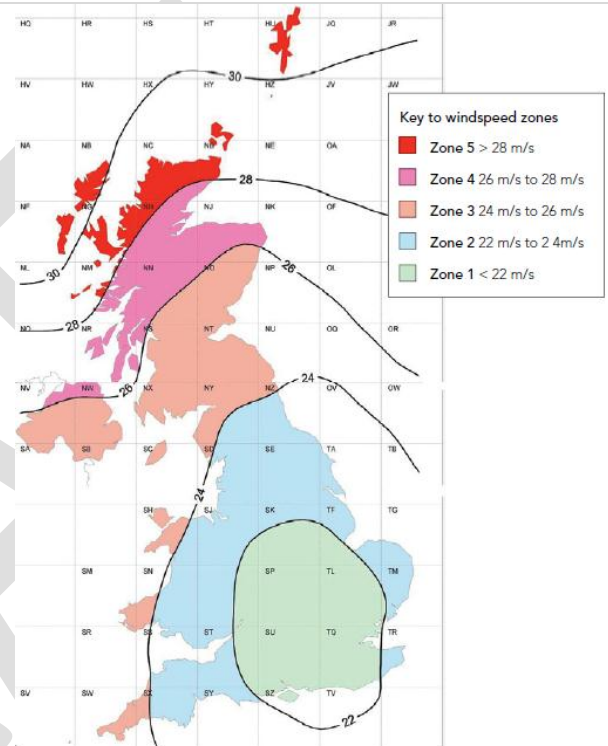 HQ HR HS HT HU JQ JR
30
HV HW HX HY HZ JV JW
Key to windspeed zones
Zone 5 > 28 m/s
Zone 4 26 m/s to 28 m/s
Zone 3 24 m/s to 26 m/s
Zone 2 22 m/s to 2 4m/s
Zone 1 < 22 m/s
NA NB NC NE
28
NF NG NH NJ NK OF
NL NM NN NO NP OL
30 26
28
NQ NR NS NT NU OQ OR
26 24
NV NW NX NY NZ OV OW
SA SB SC SD SE TA TB
24
SH SJ SK TF TG
SM SN SP TL TM
SR SS ST SU TQ TR
SV SW SX SY SZ TV
22